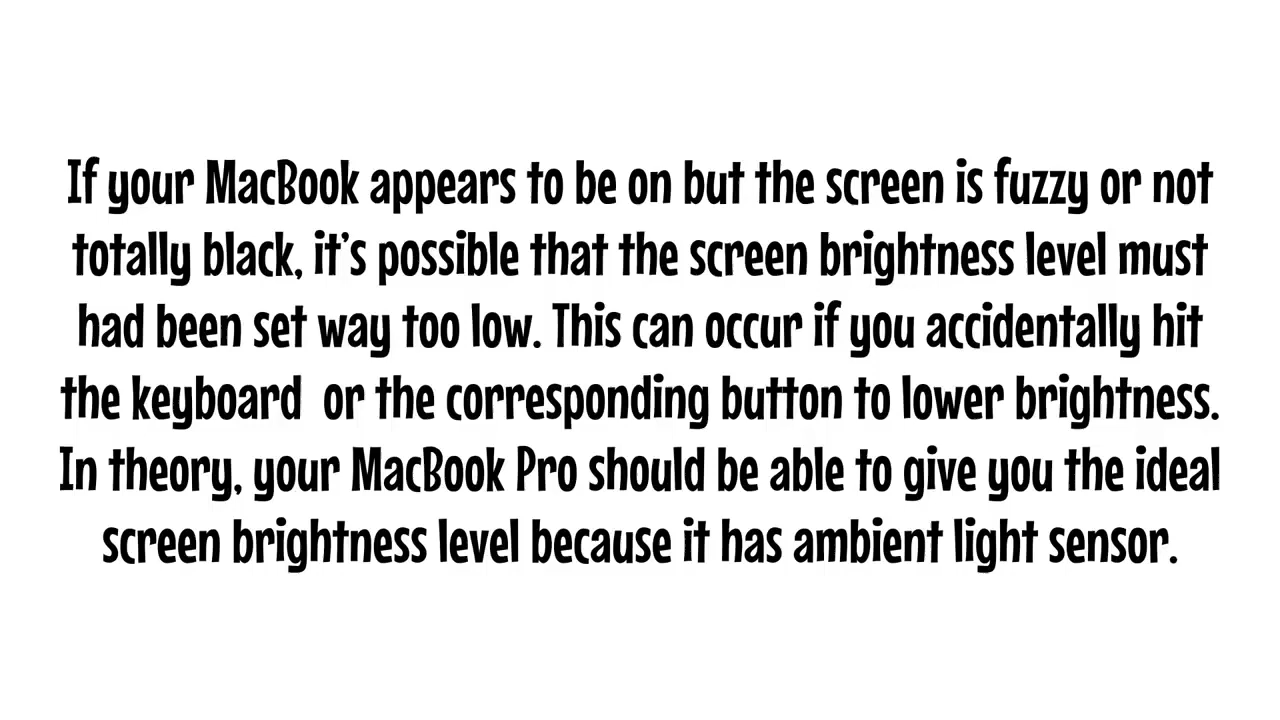 If your MacBook appears to be on but the screen is fuzzy or not
totally black, it’s possible that the screen brightness level must
had been set way too low. This can occur if you accidentally hit
the keyboard  or the corresponding button to lower brightness.
In theory, your MacBook Pro should be able to give you the ideal
screen brightness level because it has ambient light sensor.